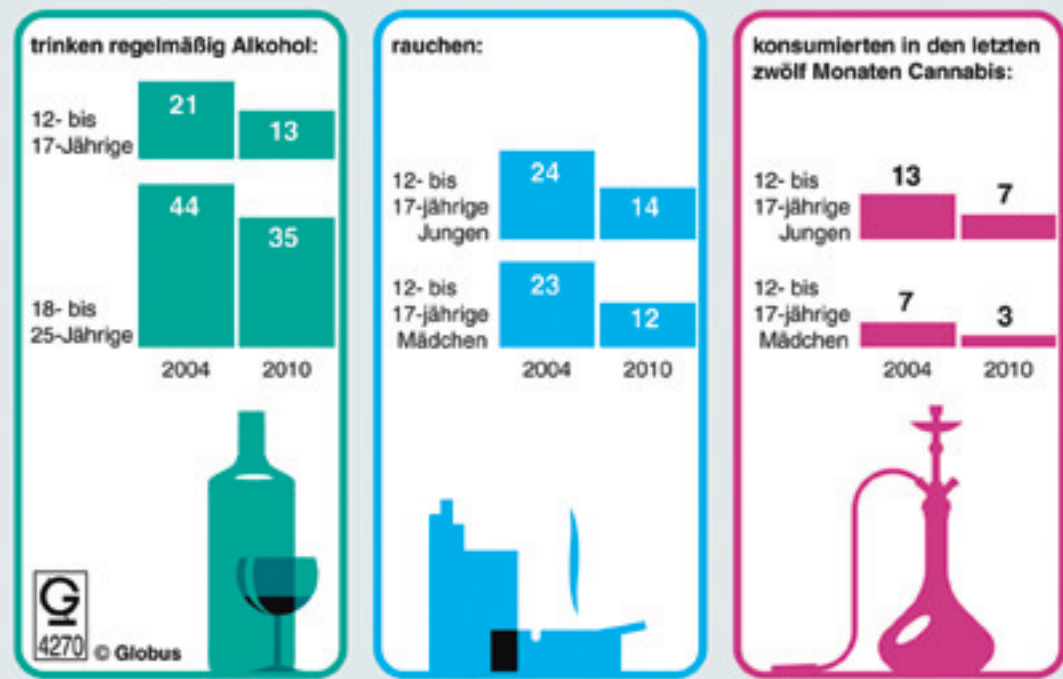 trinken regelmäßig Alkohol:
12- bis
17-Jährige
21
13
18- bis
25-Jährige
44
35
2004
2010
G
4270
© Globus
rauchen:
12- bis
17-jährige
Jungen
24
14
12- bis
17-jährige
Mädchen
23
12
2004
2010
konsumierten in den letzten
zwölf Monaten Cannabis:
12- bis
17-jährige
Jungen
13
7
12- bis
17-jährige
Mädchen
7
3
2004
2010